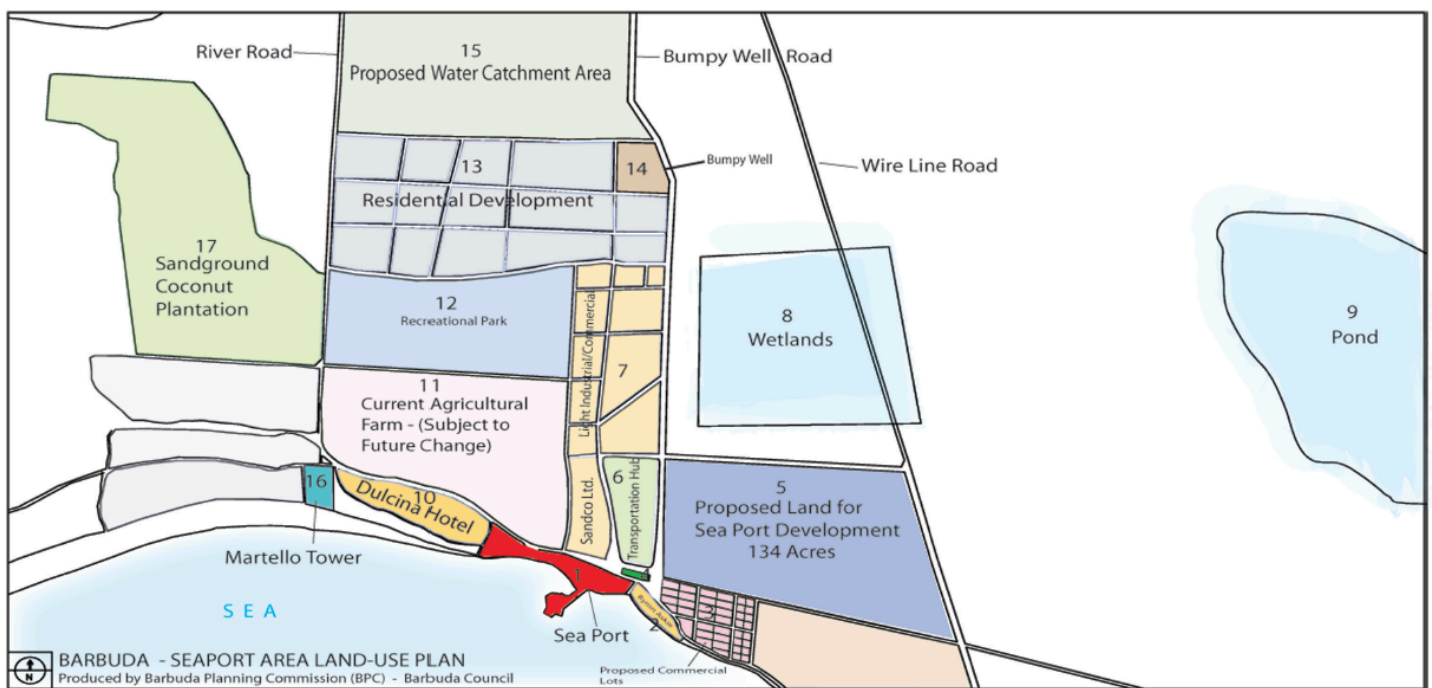 River Road
15
Proposed Water Catchment Area
Bumpy Well Road
13
Residential Development
14
Bumpy Well
Wire Line Road
17
Sandground
Coconut
Plantation
12
Recreational Park
Light Industrial/Commercial
7
8
Wetlands
9
Pond
11
Current Agricultural
Farm - (Subject to
Future Change)
16
Martello Tower
10
Dulcina Hotel
Sandco Ltd.
6
Transportation Hub
5
Proposed Land for
Sea Port Development
134 Acres
1
Sea Port
2
3
Proposed Commercial
Lots
SEA
N
BARBUDA - SEAPORT AREA LAND-USE PLAN
Produced by Barbuda Planning Commission (BPC) - Barbuda Council